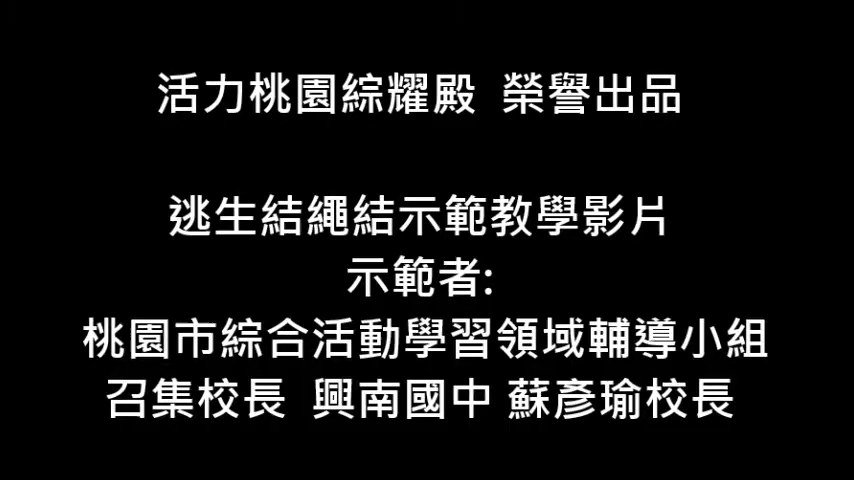 活力桃園綜耀殿 榮譽出品
逃生結繩結示範教學影片
示範者:
桃園市綜合活動學習領域輔導小組
召集校長 興南國中 蘇彥瑜校長